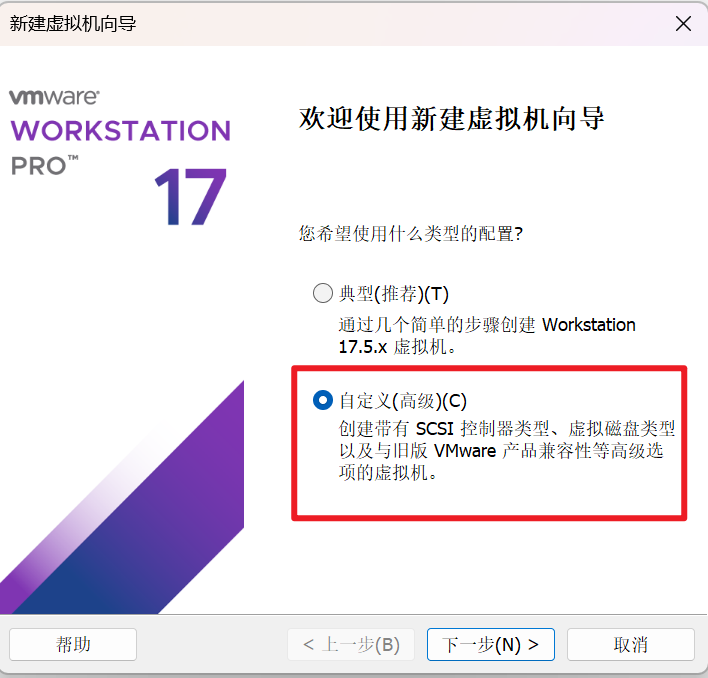 新建虚拟机向导
vmware®
WORKSTATION
PRO™
17
欢迎使用新建虚拟机向导
您希望使用什么类型的配置?
典型(推荐)(T)
通过几个简单的步骤创建 Workstation
17.5.x 虚拟机。
自定义(高级)(C)
创建带有 SCSI 控制器类型、虚拟磁盘类型
以及与旧版 VMware 产品兼容性等高级选
项的虚拟机。
帮助
< 上一步(B)
下一步(N) >
取消